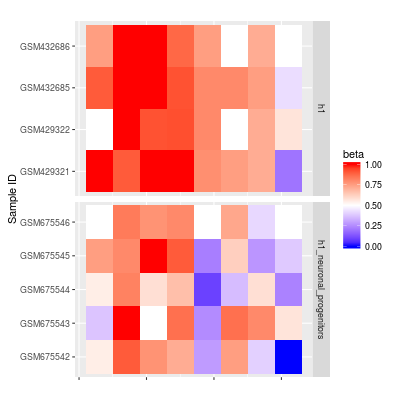 GSM432686
GSM432685
GSM429322
GSM429321
h1
GSM675546
GSM675545
GSM675544
GSM675543
GSM675542
h1_neuronal_progenitors
Sample ID
beta
1.00
0.75
0.50
0.25
0.00